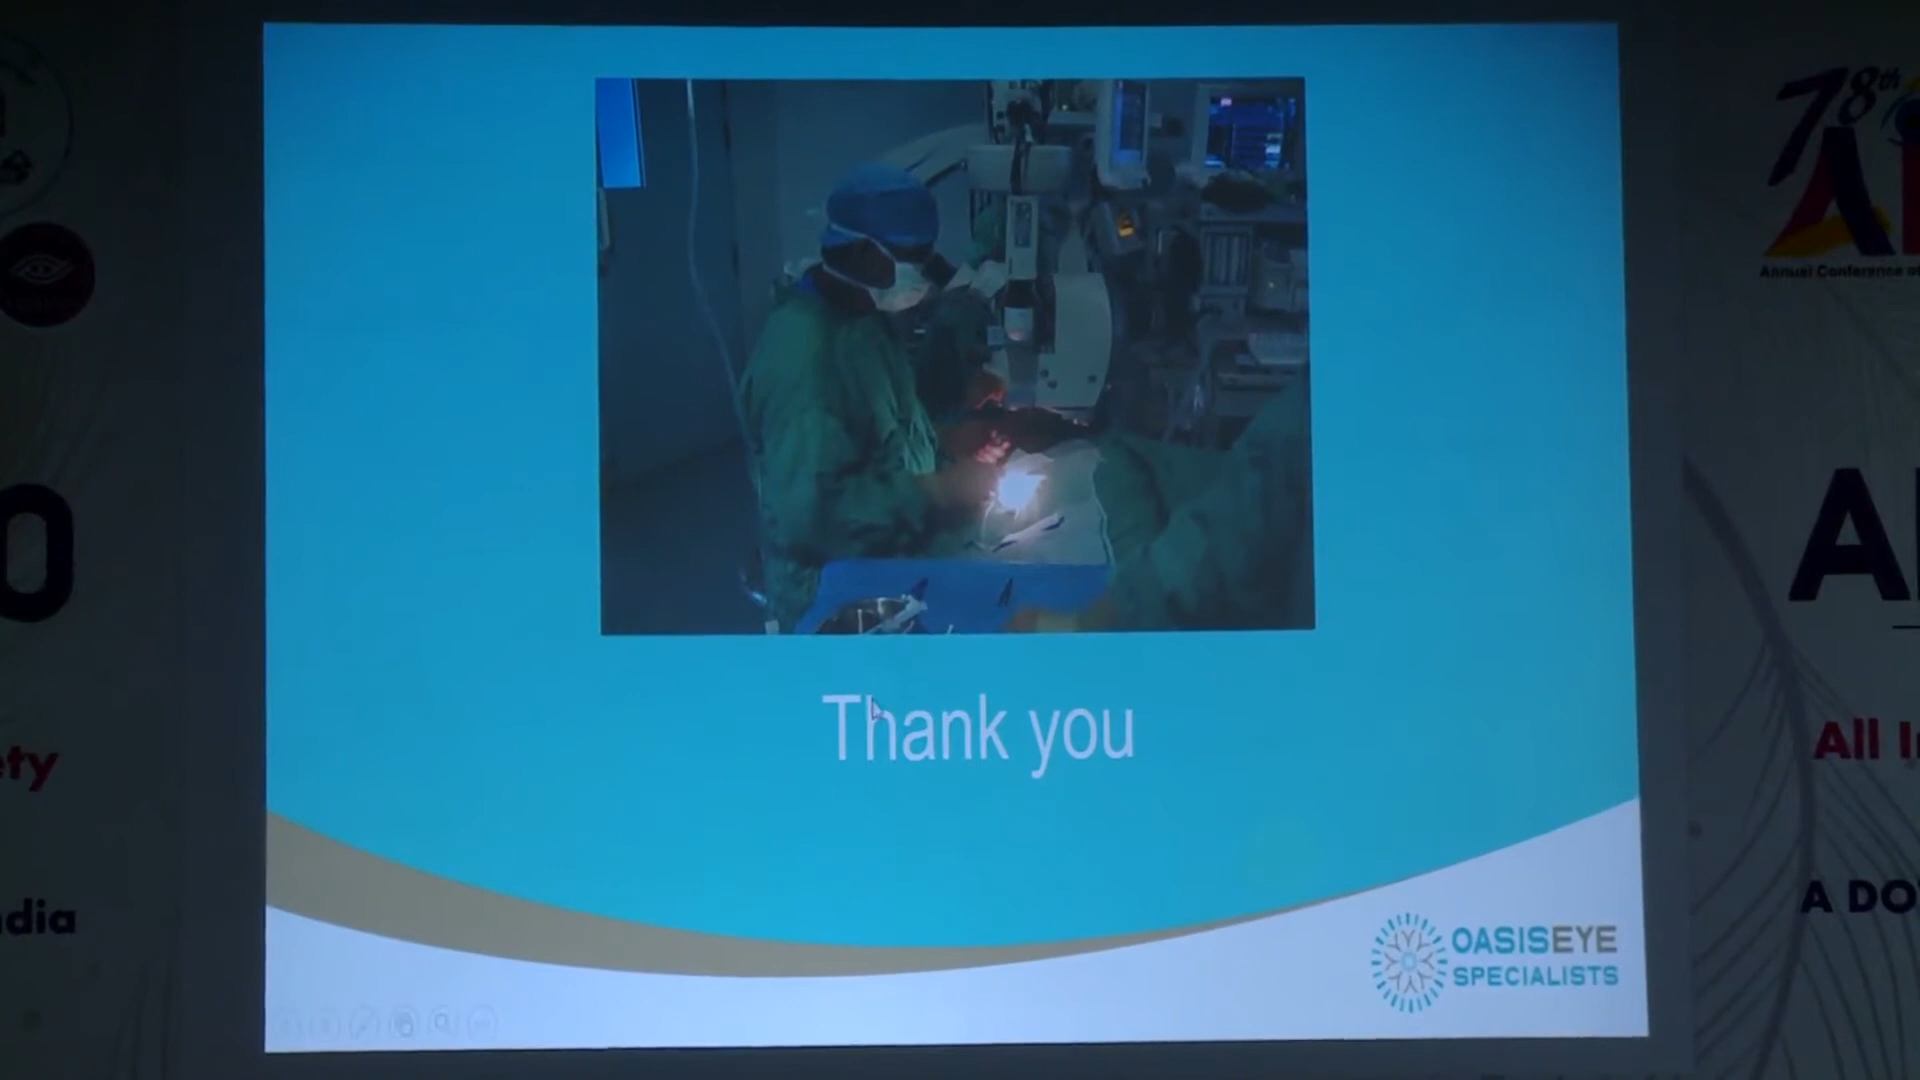 78th
Annual Conference
O
A
ety
All I
dia
A DO
Thank you
OASISEYE
SPECIALISTS